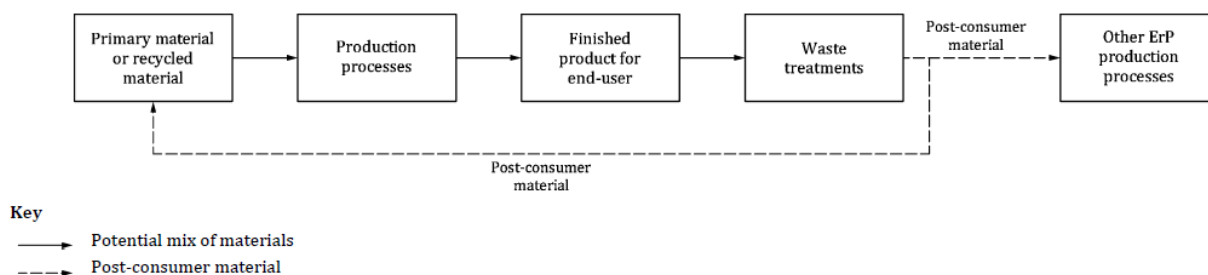 Primary material
or recycled
material
Production
processes
Finished
product for
end-user
Waste
treatments
Post-consumer
material
Other ErP
production
processes
Post-consumer
material
Key
Potential mix of materials
Post-consumer material